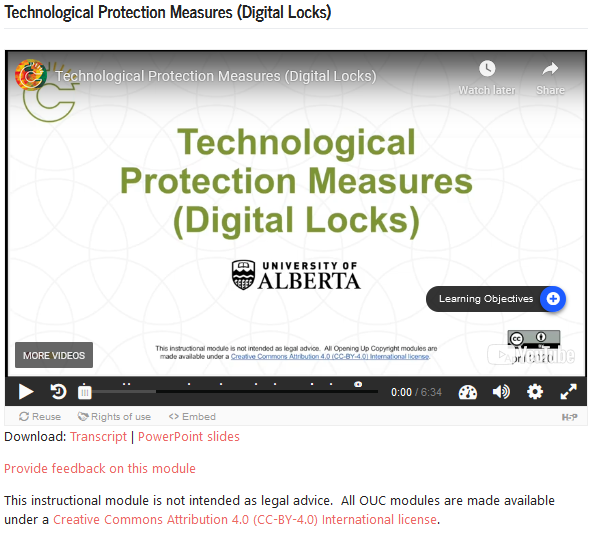 Technological Protection Measures (Digital Locks)
Technological Protection Measures (Digital Locks)
Watch later
Share
Technological
Protection Measures
(Digital Locks)
UNIVERSITY OF
ALBERTA
Learning Objectives
This instructional module is not intended as legal advice. All Opening Up Copyright modules are
made available under a Creative Commons Attribution 4.0 (CC-BY-4.0) International license.
MORE VIDEOS
YouTube
0:00 / 6:34
Reuse
Rights of use
<> Embed
H-P
Download: Transcript | PowerPoint slides
Provide feedback on this module
This instructional module is not intended as legal advice. All OUC modules are made available
under a Creative Commons Attribution 4.0 (CC-BY-4.0) International license.